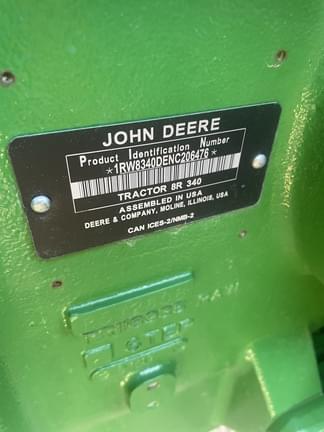 JOHN DEERE
Product Identification Number
*1RW8340DENC206476*
TRACTOR 8R 340
ASSEMBLED IN USA
DEERE & COMPANY, MOLINE, ILLINOIS, USA
CAN ICES-2/NMB-2